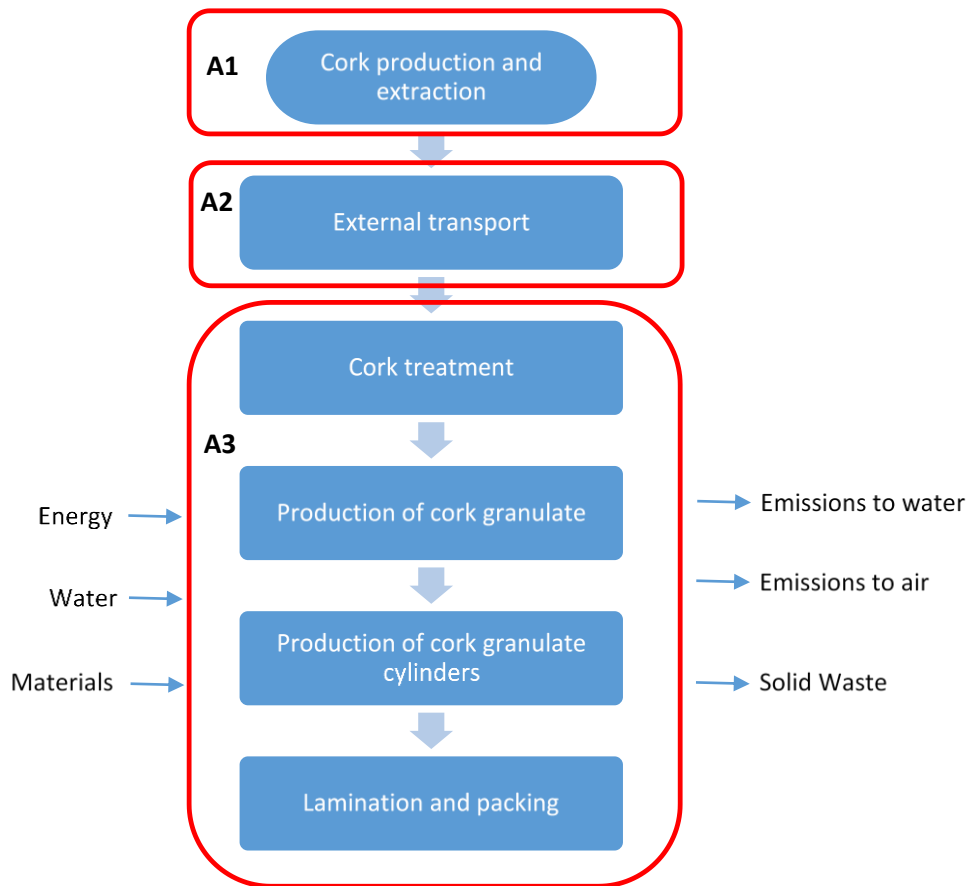 A1
Cork production and
extraction
A2
External transport
Cork treatment
A3
Production of cork granulate
Energy
Emissions to water
Water
Emissions to air
Production of cork granulate
cylinders
Materials
Solid Waste
Lamination and packing